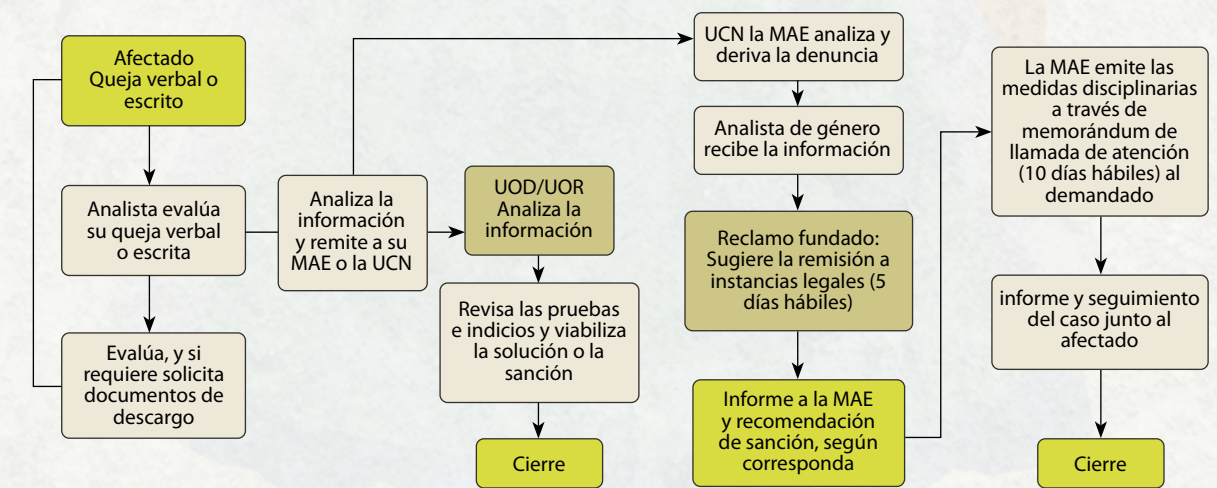 Afectado
Queja verbal o
escrito
Analista evalúa
su queja verbal
o escrita
Evalúa, y si
requiere solicita
documentos de
descargo
Analiza la
información
y remite a su
MAE o la UCN
UOD/UOR
Analiza la
información
Revisa las pruebas
e indicios y viabiliza
la solución o la
sanción
Cierre
UCN la MAE analiza y
deriva la denuncia
Analista de género
recibe la información
Reclamo fundado:
Sugiere la remisión a
instancias legales (5
días hábiles)
Informe a la MAE
y recomendación
de sanción, según
corresponda
La MAE emite las
medidas disciplinarias
a través de
memorándum de
llamada de atención
(10 días hábiles) al
demandado
informe y seguimiento
del caso junto al
afectado
Cierre